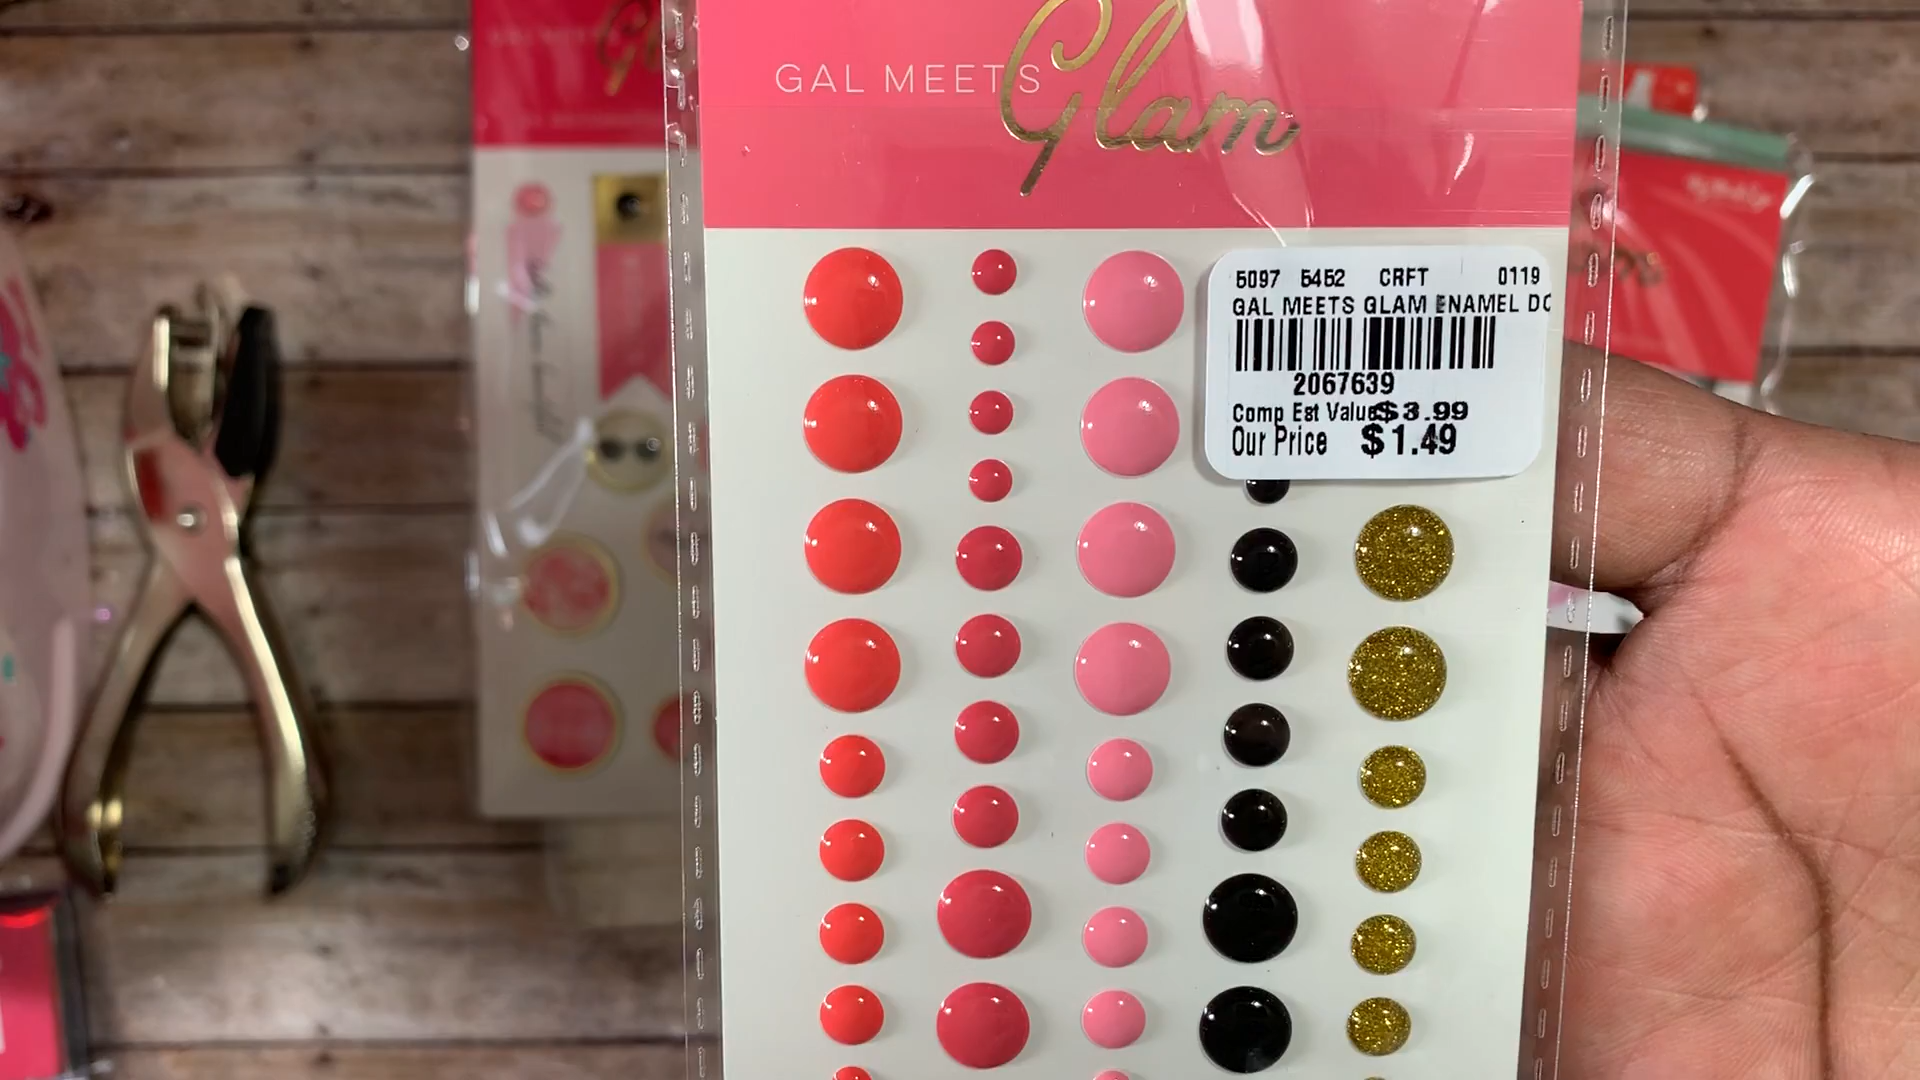 GAL MEETS
Glam
5097 5452 CRFT 0119
GAL MEETS GLAM ENAMEL DO
2067639
Comp Est Value $3.99
Our Price $1.49